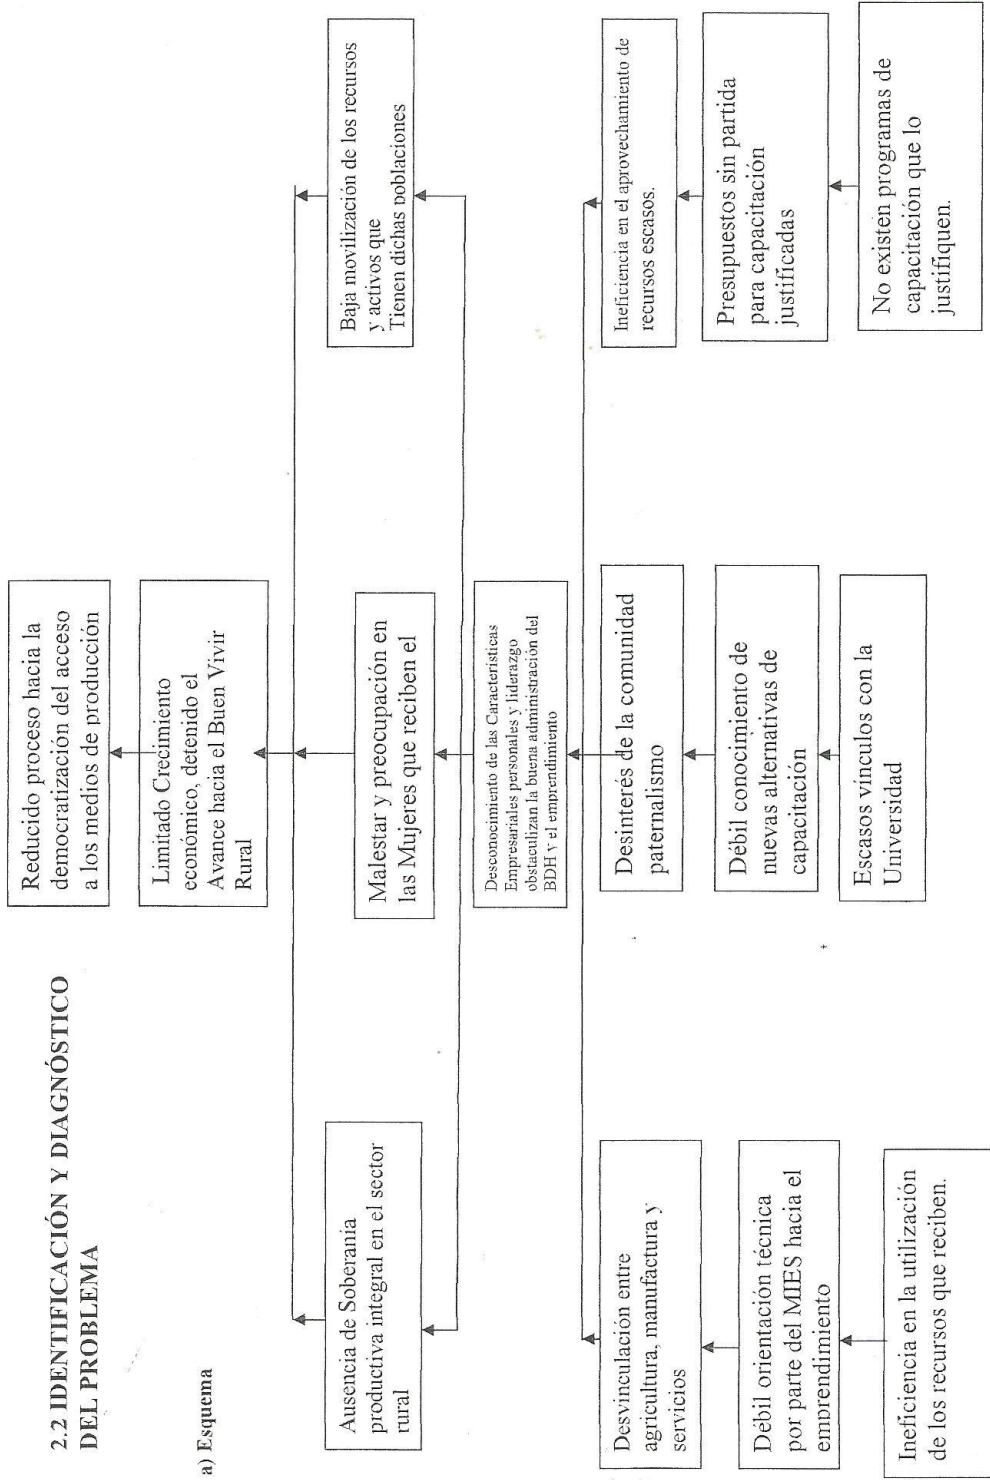 2.2 IDENTIFICACIÓN Y DIAGNÓSTICO
DEL PROBLEMA
a) Esquema
Reducido proceso hacia la
democratización del acceso
a los medios de producción
Limitado Crecimiento
económico, detenido el
Avance hacia el Buen Vivir
Rural
Ausencia de Soberanía
productiva integral en el sector
rural
Malestar y preocupación en
las Mujeres que reciben el
Baja movilización de los recursos
y activos que
Tienen dichas poblaciones
Desconocimiento de las Características
Empresariales personales y liderazgo
obstaculizan la buena administración del
BDH y el emprendimiento
Desvinculación entre
agricultura, manufactura y
servicios
Desinterés de la comunidad
paternalismo
Ineficiencia en el aprovechamiento de
recursos escasos.
Débil orientación técnica
por parte del MIES hacia el
emprendimiento
Débil conocimiento de
nuevas alternativas de
capacitación
Presupuestos sin partida
para capacitación
justificadas
Ineficiencia en la utilización
de los recursos que reciben.
Escasos vínculos con la
Universidad
No existen programas de
capacitación que lo
justifiquen.